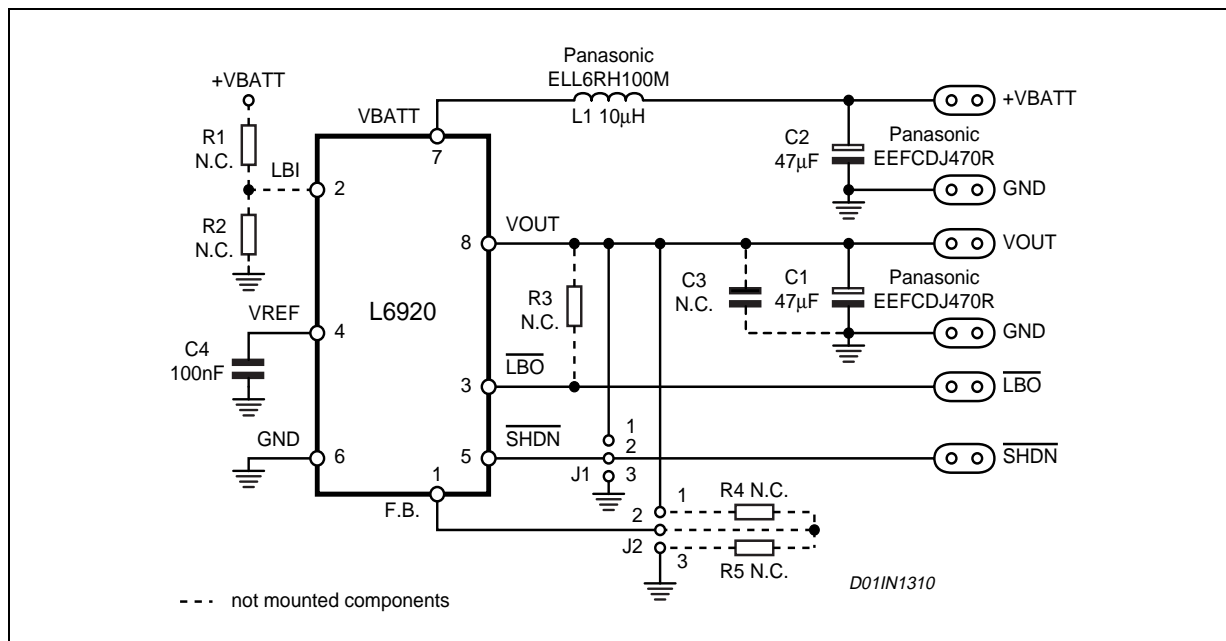 Panasonic
ELL6RH100M
L1 10µH
+VBATT
R1
N.C.
LBI
R2
N.C.
VBATT
7
2
L6920
VREF
4
C4
100nF
GND
6
1
F.B.
8
VOUT
R3
N.C.
3
LBO
5
SHDN
J1
1
2
3
J2
1
2
3
R4 N.C.
R5 N.C.
C3
N.C.
C1
47µF
Panasonic
EEFCDJ470R
C2
47µF
Panasonic
EEFCDJ470R
+VBATT
GND
VOUT
GND
LBO
SHDN
D01IN1310
not mounted components